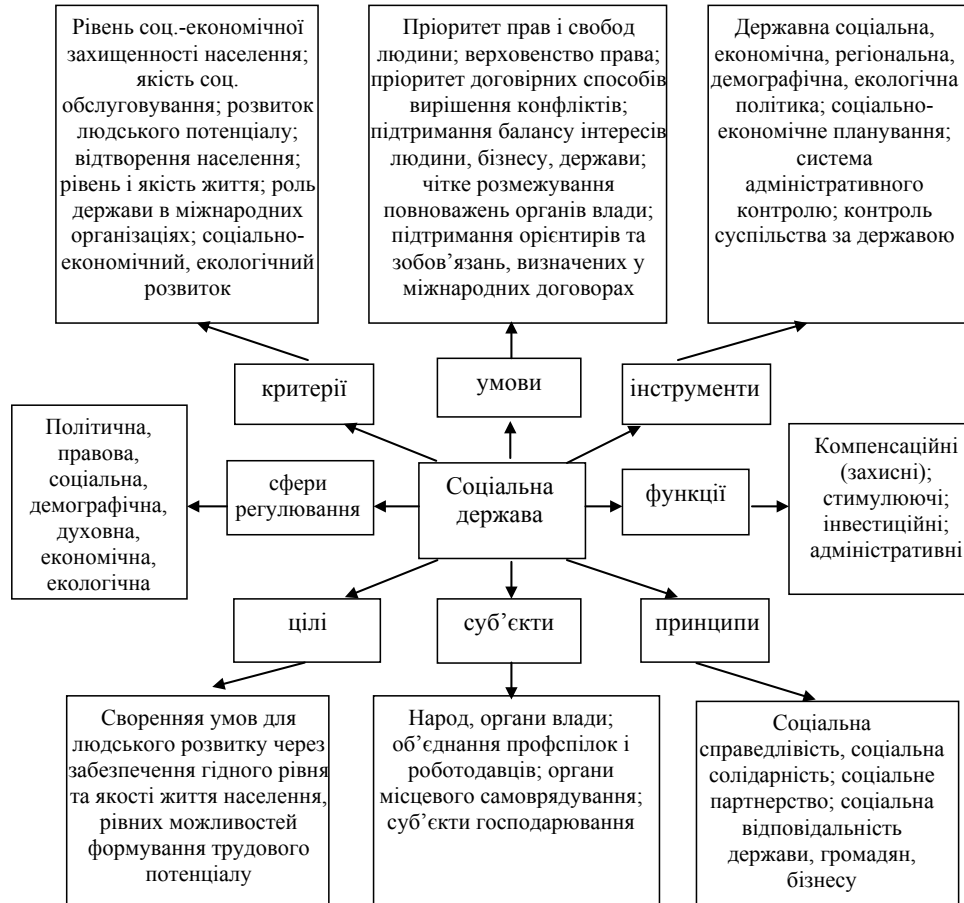 Рівень соц.-економічної
захищенності населення;
якість соц.
обслуговування; розвиток
людського потенціалу;
відтворення населення;
рівень і якість життя; роль
держави в міжнародних
організаціях; соціально-
економічний, екологічний
розвиток
Пріоритет прав і свобод
людини; верховенство права;
пріоритет договірних способів
вирішення конфліктів;
підтримання балансу інтересів
людини, бізнесу, держави;
чітке розмежування
повноважень органів влади;
підтримання орієнтирів та
зобов’язань, визначених у
міжнародних договорах
Державна соціальна,
економічна, регіональна,
демографічна, екологічна
політика; соціально-
економічне планування;
система
адміністративного
контролю; контроль
суспільства за державою
критерії
умови
інструменти
Політична,
правова,
соціальна,
демографічна,
духовна,
економічна,
екологічна
сфери
регулювання
Соціальна
держава
функції
Компенсаційні
(захисні);
стимулюючі;
інвестиційні;
адміністративні
цілі
суб’єкти
принципи
Своренняя умов для
людського розвитку через
забезпечення гідного рівня
та якості життя населення,
рівних можливостей
формування трудового
потенціалу
Народ, органи влади;
об’єднання профспілок і
роботодавців; органи
місцевого самоврядування;
суб’єкти господарювання
Соціальна
справедлівість, соціальна
солідарність; соціальне
партнерство; соціальна
відповідальність
держави, громадян,
бізнесу